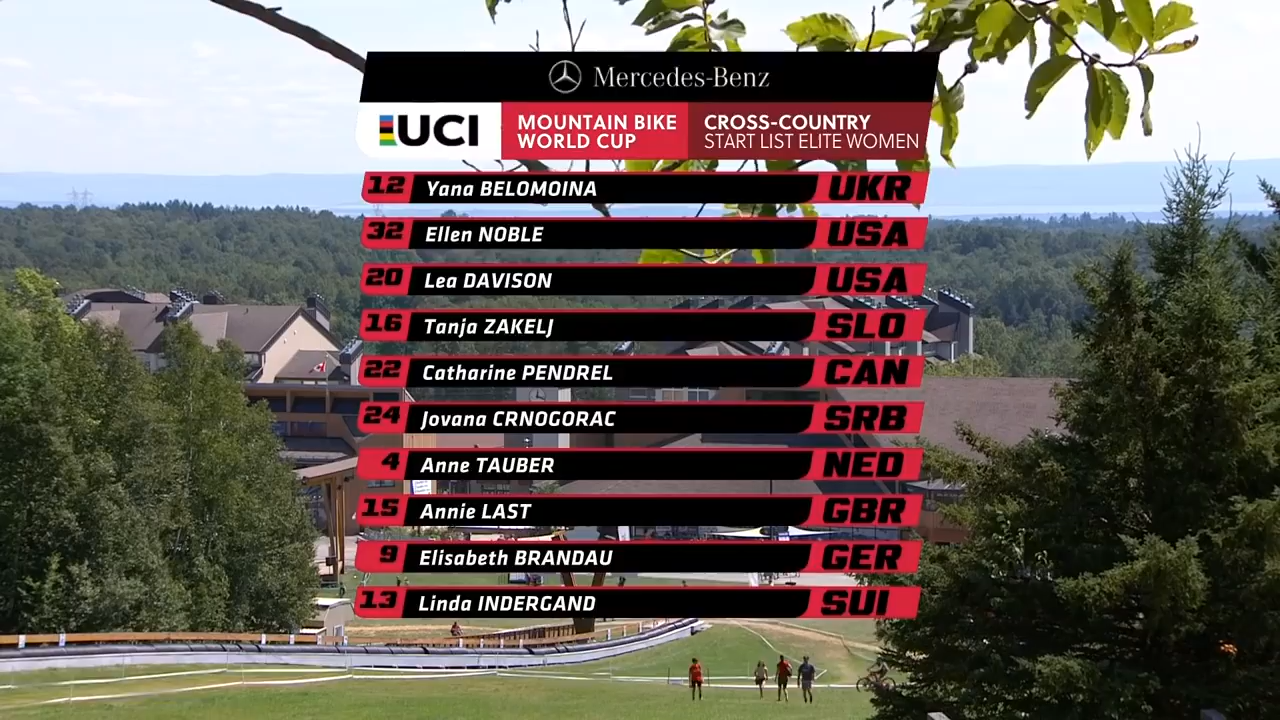 Mercedes-Benz
UCI
MOUNTAIN BIKE
WORLD CUP
CROSS-COUNTRY
START LIST ELITE WOMEN
12 Yana BELOMOINA UKR
32 Ellen NOBLE USA
20 Lea DAVISON USA
16 Tanja ZAKELJ SLO
22 Catharine PENDREL CAN
24 Jovana CRNOGORAC SRB
4 Anne TAUBER NED
15 Annie LAST GBR
9 Elisabeth BRANDAU GER
13 Linda INDERGAND SUI